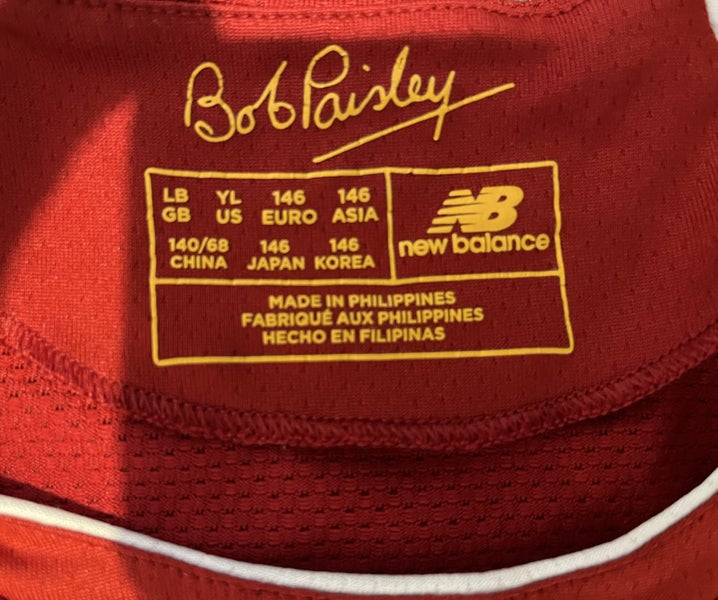 Bob Paisley
LB YL 146 146
GB US EURO ASIA
140/68 146 146
CHINA JAPAN KOREA
NB
new balance
MADE IN PHILIPPINES
FABRIQUÉ AUX PHILIPPINES
HECHO EN FILIPINAS